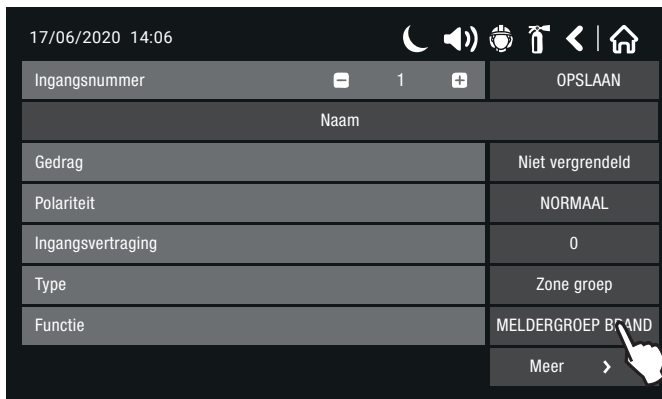 17/06/2020 14:06
Ingangsnummer 1 OPSLAAN
Naam
Gedrag Niet vergrendeld
Polariteit NORMAAL
Ingangsvertraging 0
Type Zone groep
Functie MELDERGROEP BRAND
Meer